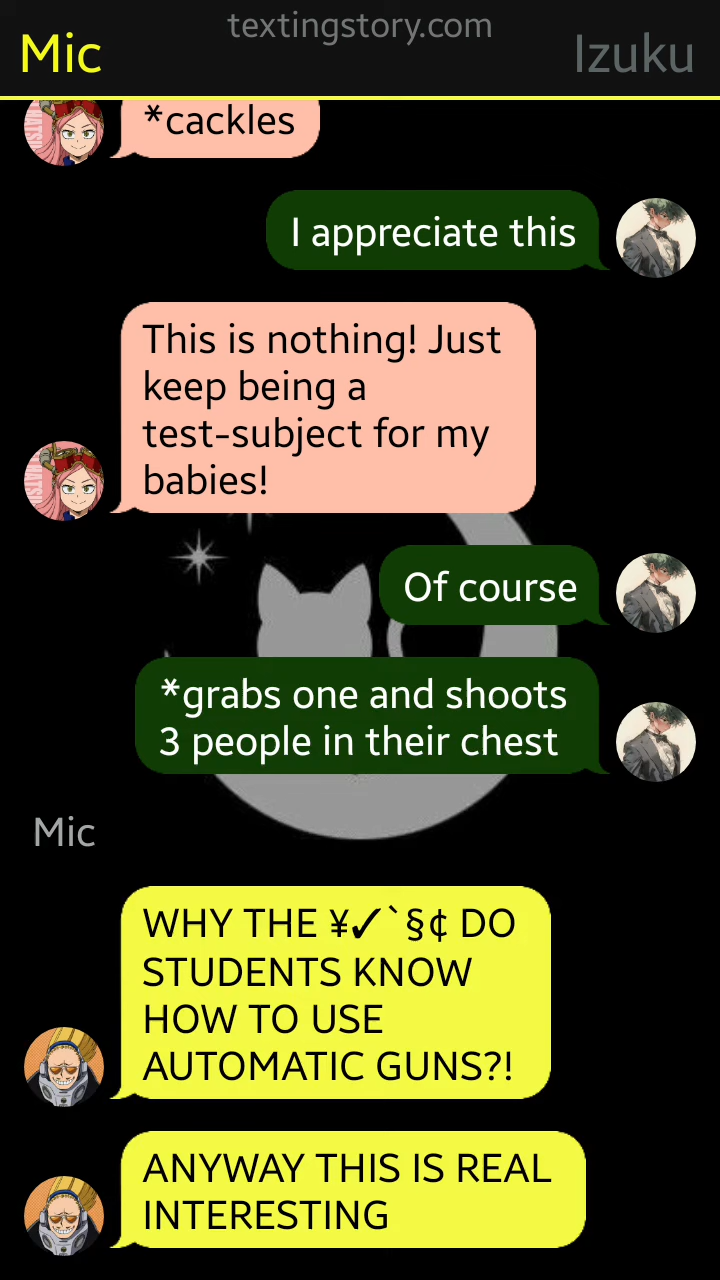 textingstory.com
Mic
Izuku
*cackles
I appreciate this
This is nothing! Just
keep being a
test-subject for my
babies!
Of course
*grabs one and shoots
3 people in their chest
Mic
WHY THE ¥✓`§¢ DO
STUDENTS KNOW
HOW TO USE
AUTOMATIC GUNS?!
ANYWAY THIS IS REAL
INTERESTING